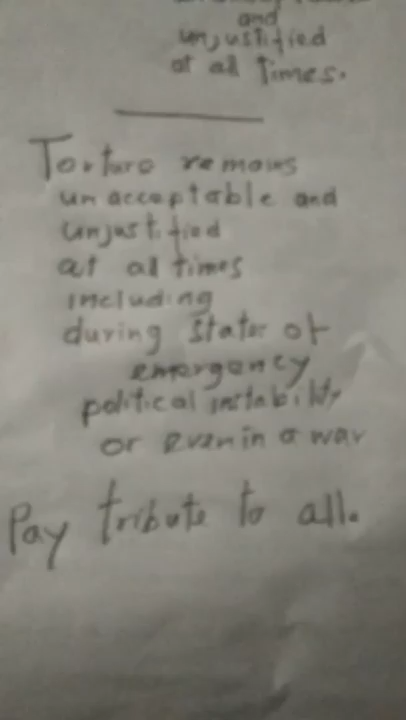 and
unjustified
at all times.
Torture remains
unacceptable and
unjustified
at al times
including
during state of
emergency
political instability
or even in a war
Pay tribute to all.